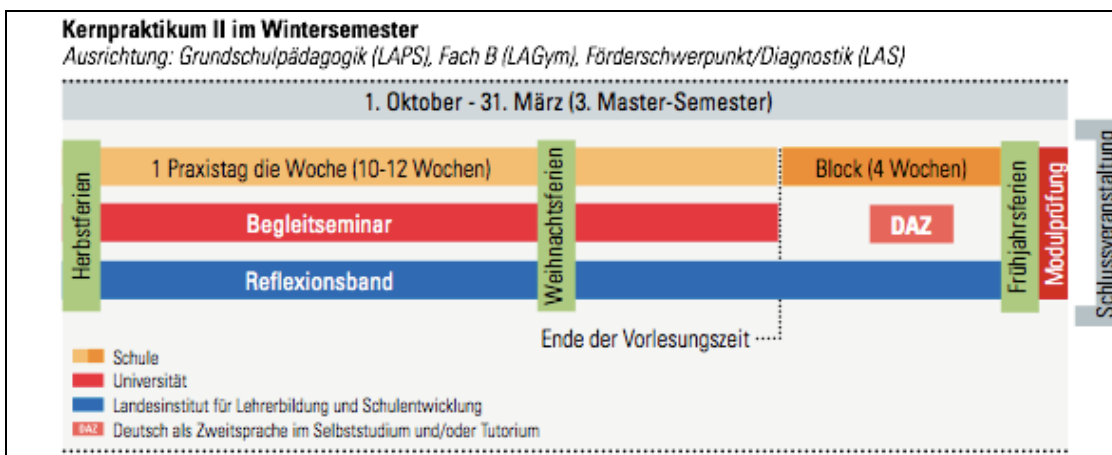 Kernpraktikum II im Wintersemester
Ausrichtung: Grundschulpädagogik (LAPS), Fach B (LAGym), Förderschwerpunkt/Diagnostik (LAS)
1. Oktober - 31. März (3. Master-Semester)
Herbstferien
1 Praxistag die Woche (10-12 Wochen)
Weihnachtsferien
Block (4 Wochen)
Frühjahrsferien
Modulprüfung
Schlussveranstaltung
Begleitseminar
DAZ
Reflexionsband
Ende der Vorlesungszeit
Schule
Universität
Landesinstitut für Lehrerbildung und Schulentwicklung
DAZ Deutsch als Zweitsprache im Selbststudium und/oder Tutorium